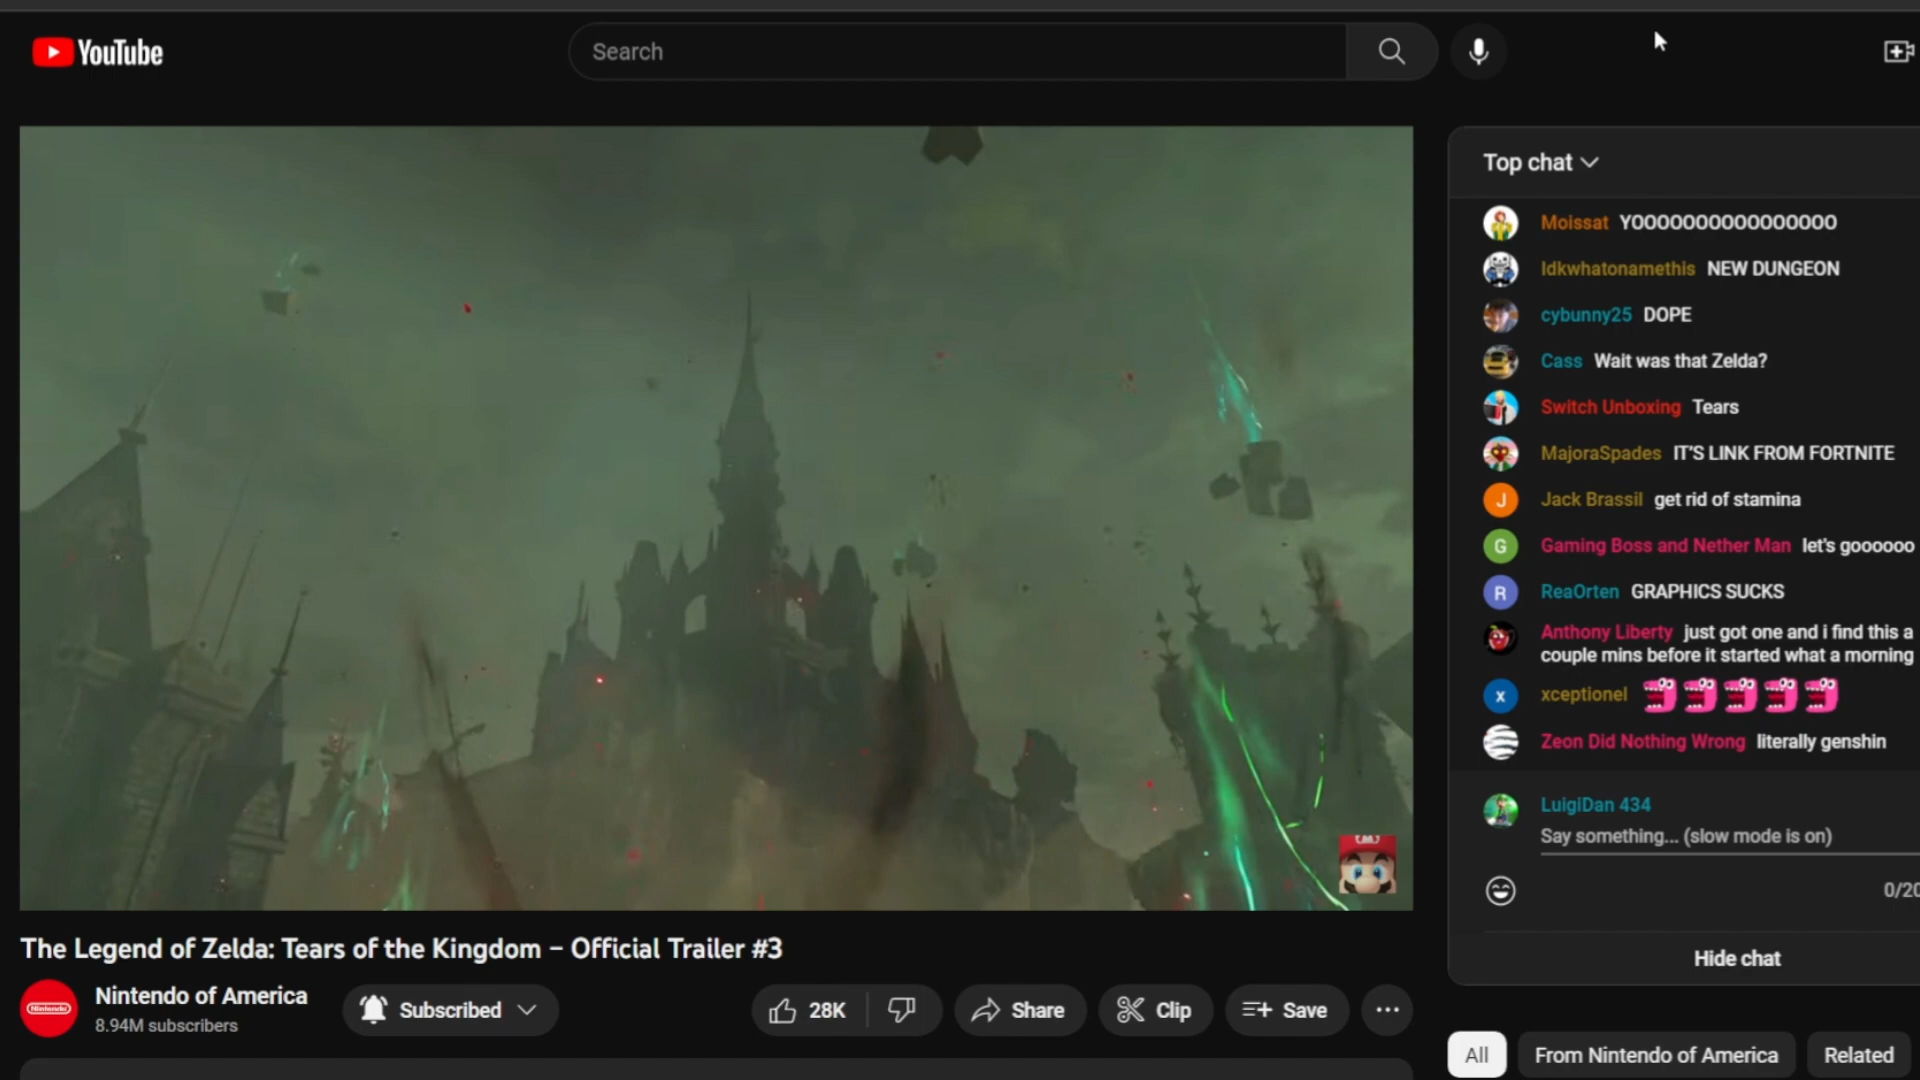 YouTube
Search
Top chat
Moissat YOOOOOOOOOOOOOOOO
Idkwhatonamethis NEW DUNGEON
cybunny25 DOPE
Cass Wait was that Zelda?
Switch Unboxing Tears
MajoraSpades IT'S LINK FROM FORTNITE
J
Jack Brassil get rid of stamina
G
Gaming Boss and Nether Man let's goooooo
R
ReaOrten GRAPHICS SUCKS
Anthony Liberty just got one and i find this a
couple mins before it started what a morning
x
xceptionel
Zeon Did Nothing Wrong literally genshin
LuigiDan 434
Say something... (slow mode is on)
0/20
Hide chat
The Legend of Zelda: Tears of the Kingdom – Official Trailer #3
Nintendo
Nintendo of America
8.94M subscribers
Subscribed
28K
Share
Clip
Save
All
From Nintendo of America
Related